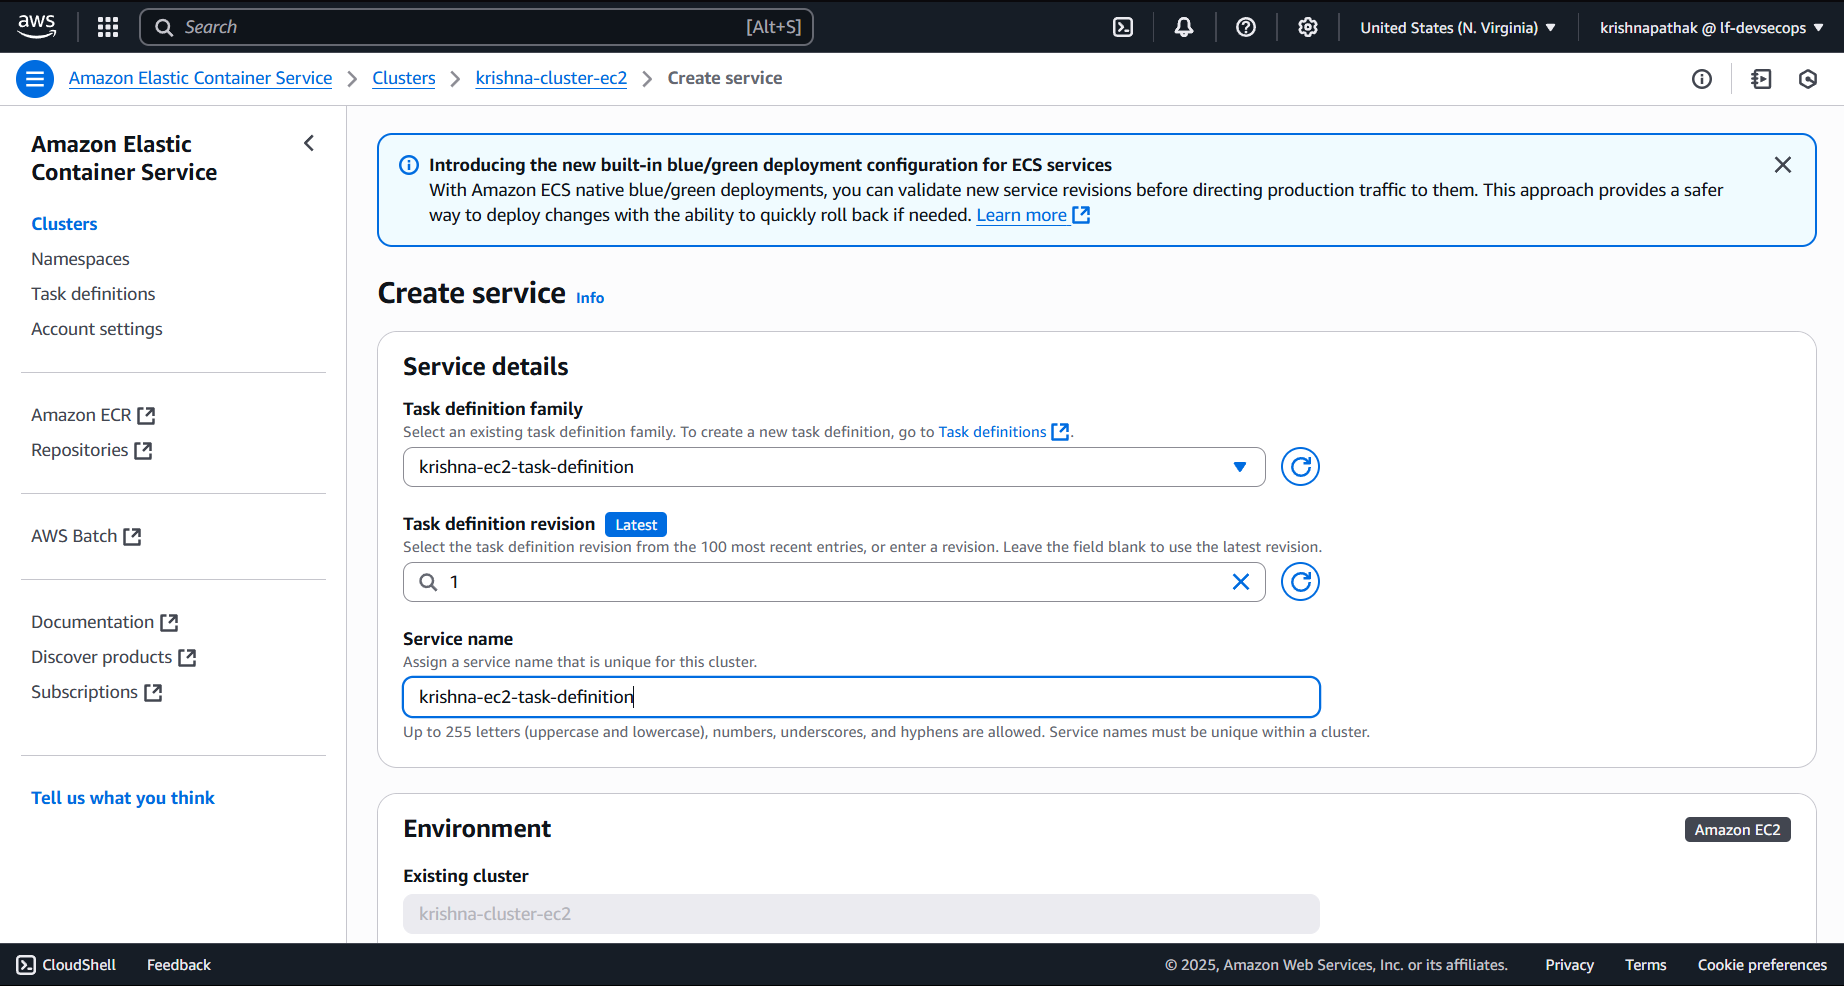 aws
Search
[Alt+S]
United States (N. Virginia)
krishnapathak @ lf-devsecops
Amazon Elastic Container Service
Clusters
krishna-cluster-ec2
Create service
Amazon Elastic
Container Service
Clusters
Namespaces
Task definitions
Account settings
Amazon ECR
Repositories
AWS Batch
Documentation
Discover products
Subscriptions
Tell us what you think
Introducing the new built-in blue/green deployment configuration for ECS services
With Amazon ECS native blue/green deployments, you can validate new service revisions before directing production traffic to them. This approach provides a safer
way to deploy changes with the ability to quickly roll back if needed. Learn more
Create service Info
Service details
Task definition family
Select an existing task definition family. To create a new task definition, go to Task definitions.
krishna-ec2-task-definition
Task definition revision Latest
Select the task definition revision from the 100 most recent entries, or enter a revision. Leave the field blank to use the latest revision.
1
Service name
Assign a service name that is unique for this cluster.
krishna-ec2-task-definition
Up to 255 letters (uppercase and lowercase), numbers, underscores, and hyphens are allowed. Service names must be unique within a cluster.
Environment
Amazon EC2
Existing cluster
krishna-cluster-ec2
CloudShell
Feedback
© 2025, Amazon Web Services, Inc. or its affiliates.
Privacy
Terms
Cookie preferences